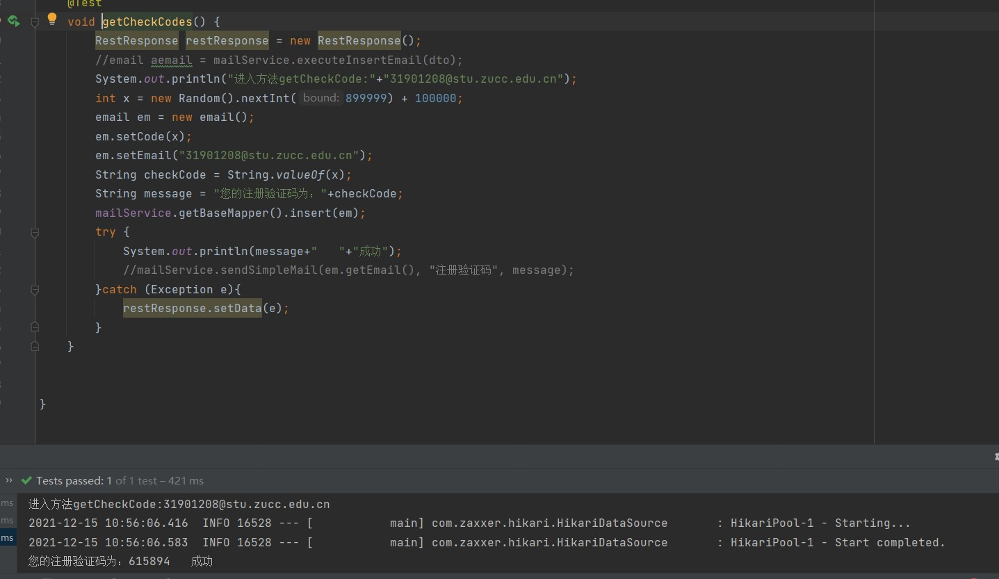 @Test
void getCheckCodes() {
RestResponse restResponse = new RestResponse();
//email aemail = mailService.executeInsertEmail(dto);
System.out.println("进入方法getCheckCode:"+"31901208@stu.zucc.edu.cn");
int x = new Random().nextInt( bound: 899999) + 100000;
email em = new email();
em.setCode(x);
em.setEmail("31901208@stu.zucc.edu.cn");
String checkCode = String.valueOf(x);
String message = "您的注册验证码为："+checkCode;
mailService.getBaseMapper().insert(em);
try {
System.out.println(message+"   "+"成功");
//mailService.sendSimpleMail(em.getEmail(), "注册验证码", message);
}catch (Exception e){
restResponse.setData(e);
}
}
}
>> Tests passed: 1 of 1 test – 421 ms
ms 进入方法getCheckCode:31901208@stu.zucc.edu.cn
ms 2021-12-15 10:56:06.416  INFO 16528 --- [           main] com.zaxxer.hikari.HikariDataSource       : HikariPool-1 - Starting...
ms 2021-12-15 10:56:06.583  INFO 16528 --- [           main] com.zaxxer.hikari.HikariDataSource       : HikariPool-1 - Start completed.
您的注册验证码为：615894   成功